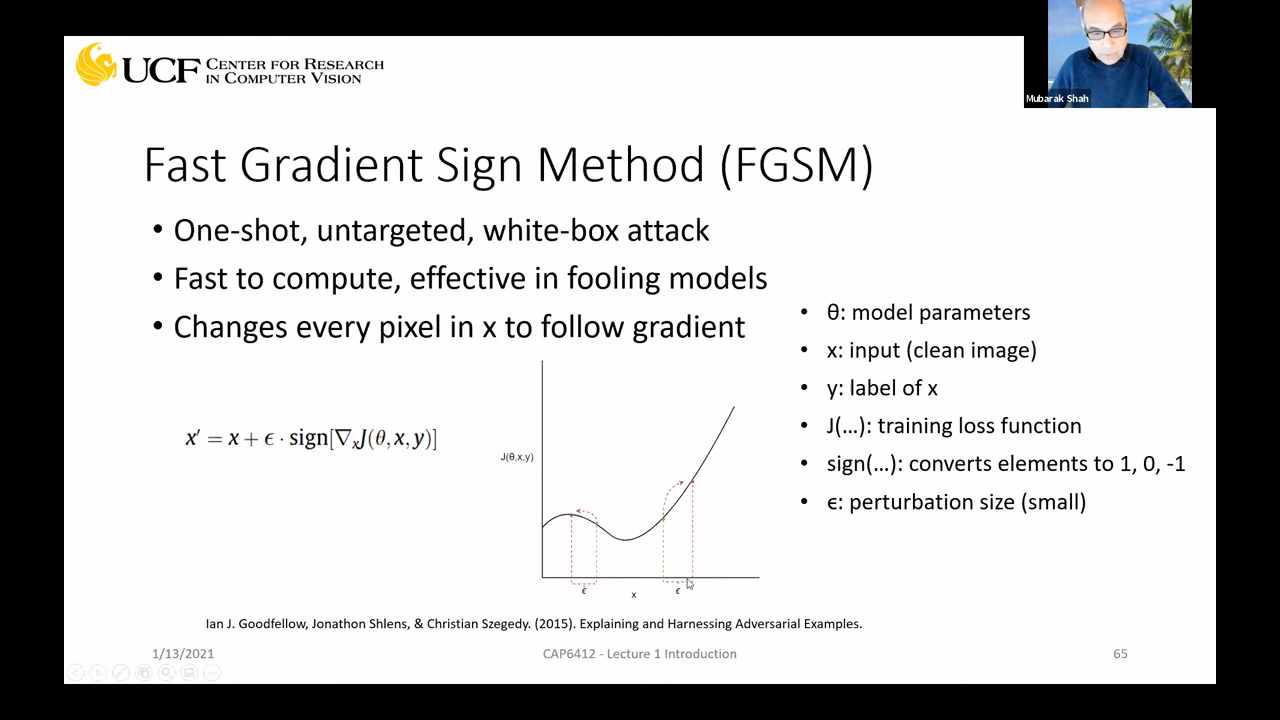 UCF CENTER FOR RESEARCH
IN COMPUTER VISION
Mubarak Shah
Fast Gradient Sign Method (FGSM)
• One-shot, untargeted, white-box attack
• Fast to compute, effective in fooling models
• Changes every pixel in x to follow gradient
x′ = x + ϵ · sign[∇ₓJ(θ, x, y)]
J(θ,x,y)
ϵ
x
ϵ
• θ: model parameters
• x: input (clean image)
• y: label of x
• J(…): training loss function
• sign(…): converts elements to 1, 0, -1
• ϵ: perturbation size (small)
Ian J. Goodfellow, Jonathon Shlens, & Christian Szegedy. (2015). Explaining and Harnessing Adversarial Examples.
1/13/2021
CAP6412 - Lecture 1 Introduction
65